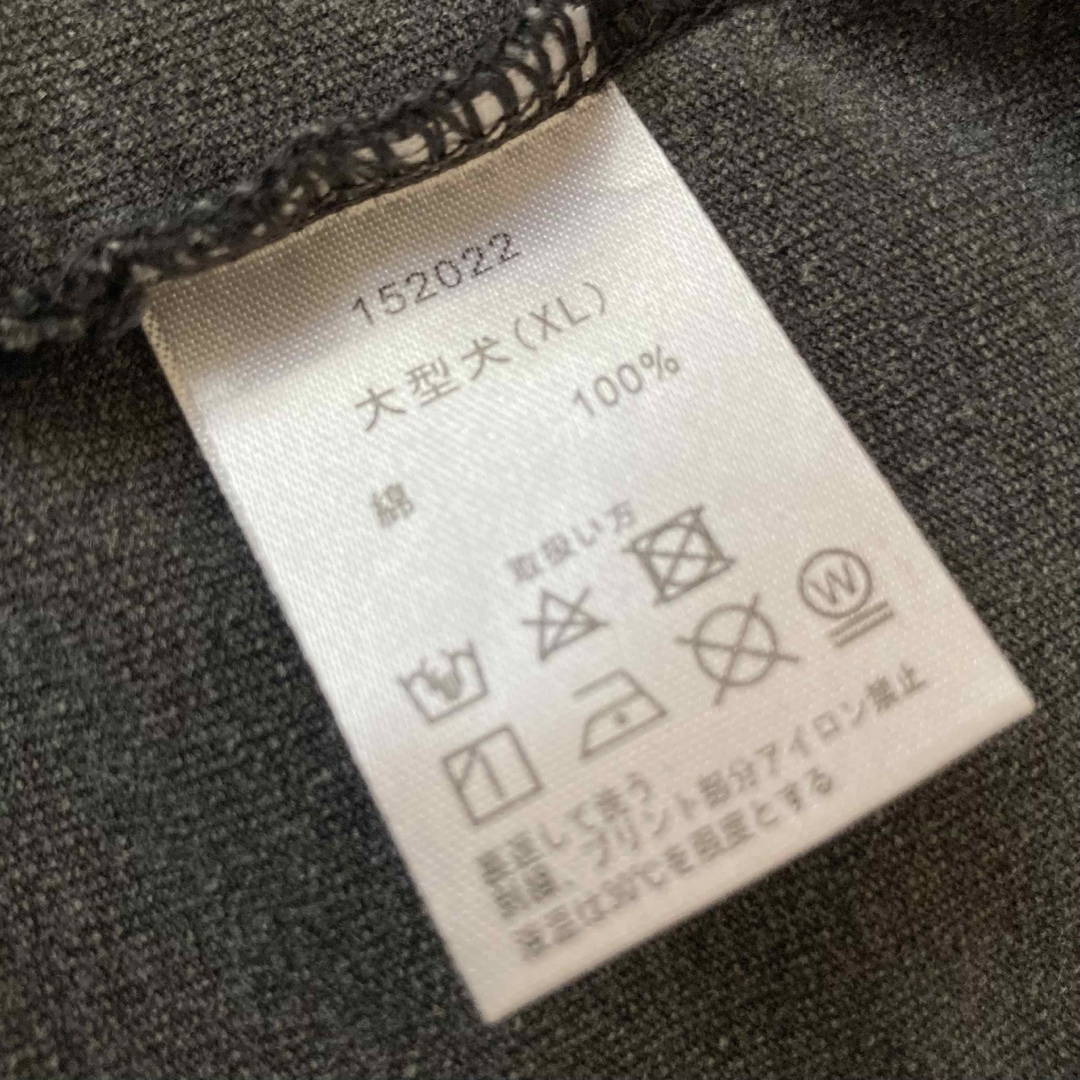 152022
大型犬(XL)
綿 100%
取扱い方
W
裏返して洗う
刺繍、プリント部分アイロン禁止
液温は30℃を限度とする